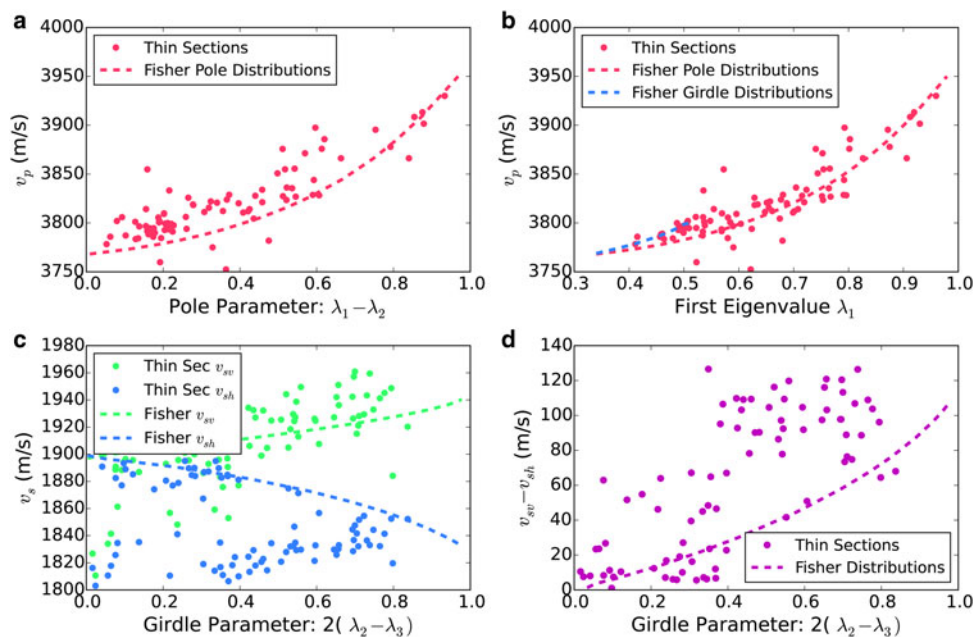 a
4000
3950
3900
3850
3800
3750
v_p (m/s)
Thin Sections
Fisher Pole Distributions
0.0 0.2 0.4 0.6 0.8 1.0
Pole Parameter: λ₁−λ₂
b
4000
3950
3900
3850
3800
3750
v_p (m/s)
Thin Sections
Fisher Pole Distributions
Fisher Girdle Distributions
0.3 0.4 0.5 0.6 0.7 0.8 0.9 1.0
First Eigenvalue λ₁
c
1980
1960
1940
1920
1900
1880
1860
1840
1820
1800
v_s (m/s)
Thin Sec v_sv
Thin Sec v_sh
Fisher v_sv
Fisher v_sh
0.0 0.2 0.4 0.6 0.8 1.0
Girdle Parameter: 2( λ₂−λ₃)
d
140
120
100
80
60
40
20
0
v_sv−v_sh (m/s)
Thin Sections
Fisher Distributions
0.0 0.2 0.4 0.6 0.8 1.0
Girdle Parameter: 2( λ₂−λ₃)